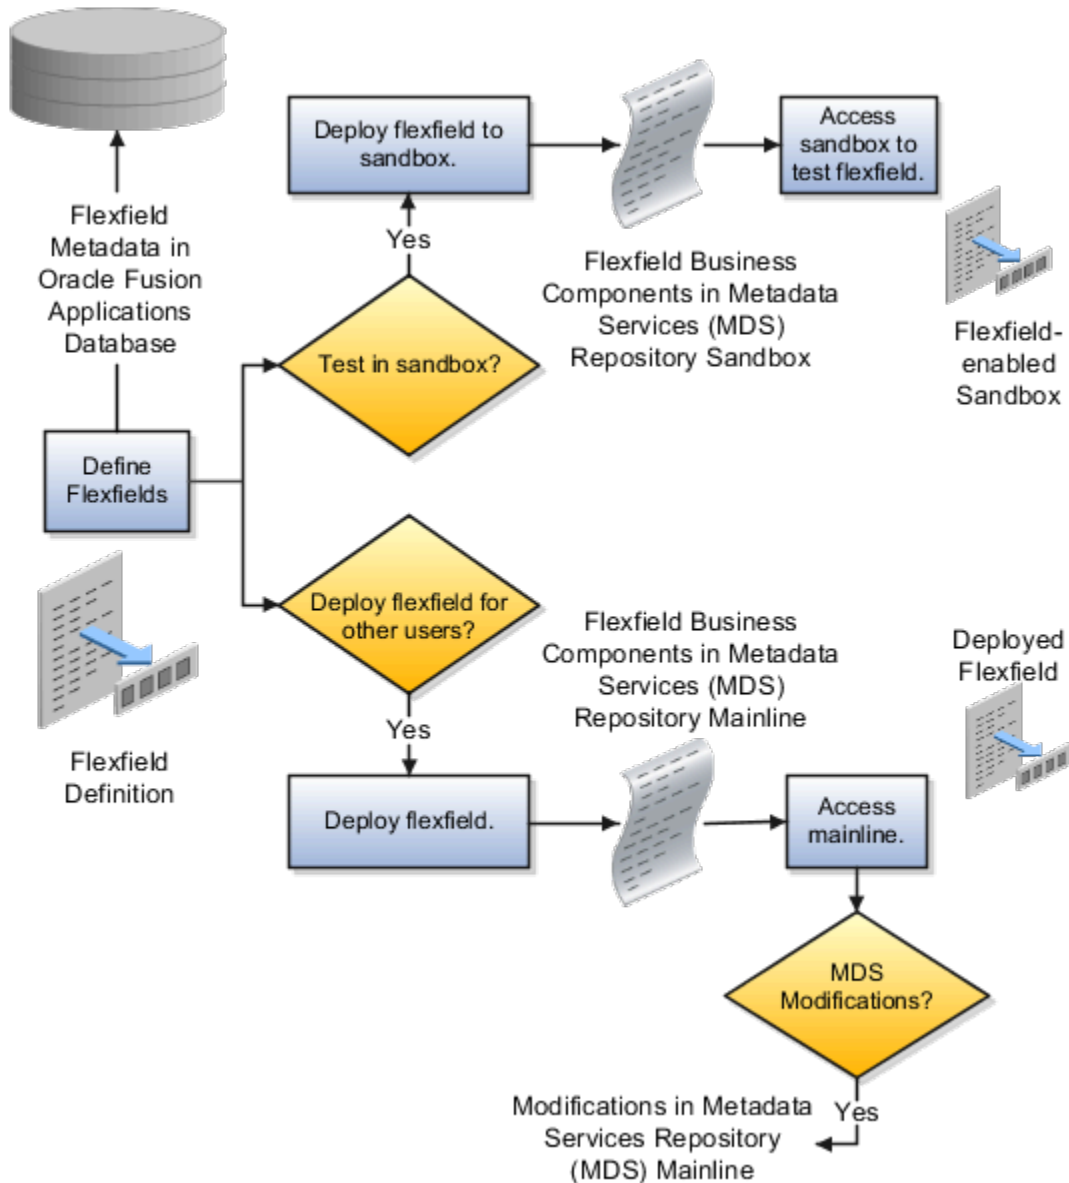 Flexfield
Metadata in
Oracle Fusion
Applications
Database
Define
Flexfields
Flexfield
Definition
Deploy flexfield to
sandbox.
Yes
Test in sandbox?
Flexfield Business
Components in Metadata
Services (MDS)
Repository Sandbox
Access
sandbox to
test flexfield.
Flexfield-
enabled
Sandbox
Deploy flexfield for
other users?
Yes
Deploy flexfield.
Flexfield Business
Components in Metadata
Services (MDS)
Repository Mainline
Deployed
Flexfield
Access
mainline.
MDS
Modifications?
Yes
Modifications in Metadata
Services Repository
(MDS) Mainline